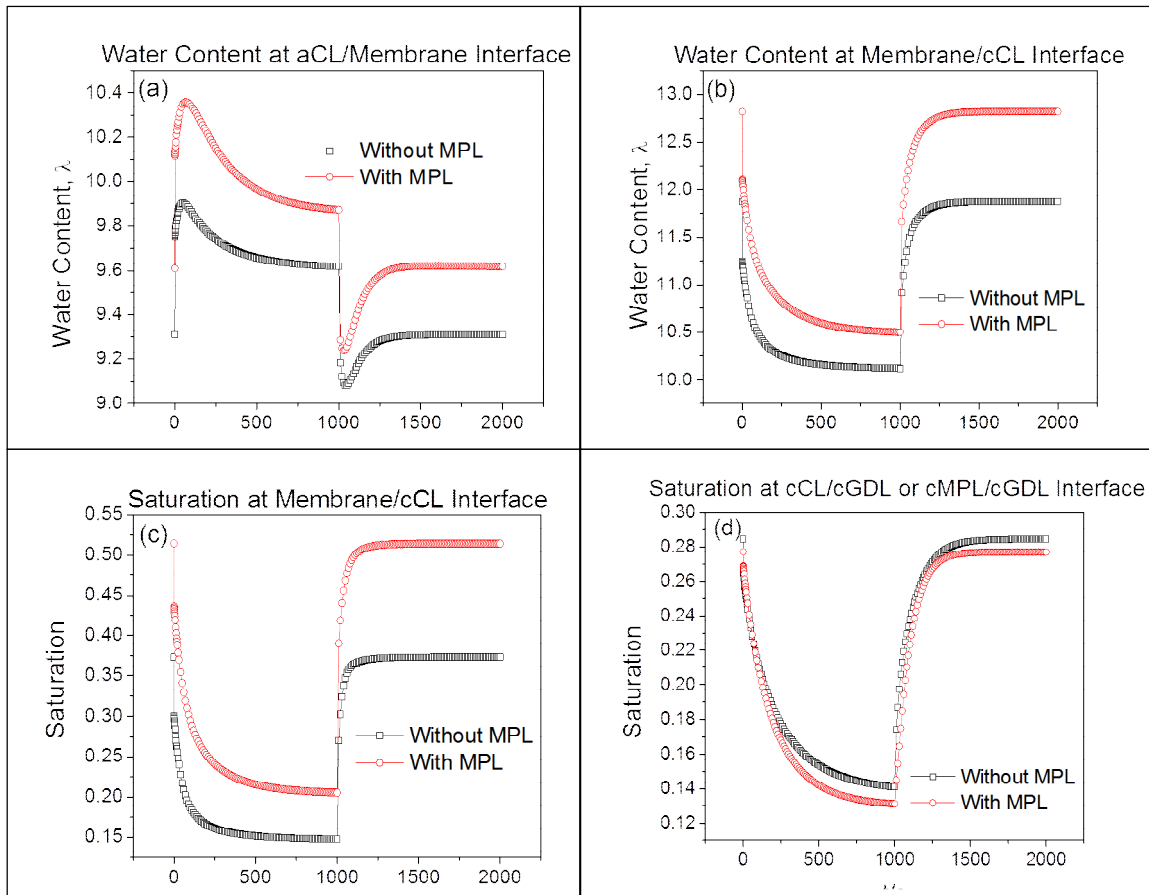 Water Content at aCL/Membrane Interface
(a)
10.4
10.2
10.0
9.8
9.6
9.4
9.2
9.0
Water Content, λ
Without MPL
With MPL
0 500 1000 1500 2000
Water Content at Membrane/cCL Interface
(b)
13.0
12.5
12.0
11.5
11.0
10.5
10.0
Water Content, λ
Without MPL
With MPL
0 500 1000 1500 2000
Saturation at Membrane/cCL Interface
(c)
0.55
0.50
0.45
0.40
0.35
0.30
0.25
0.20
0.15
Saturation
Without MPL
With MPL
0 500 1000 1500 2000
Saturation at cCL/cGDL or cMPL/cGDL Interface
(d)
0.30
0.28
0.26
0.24
0.22
0.20
0.18
0.16
0.14
0.12
Saturation
Without MPL
With MPL
0 500 1000 1500 2000